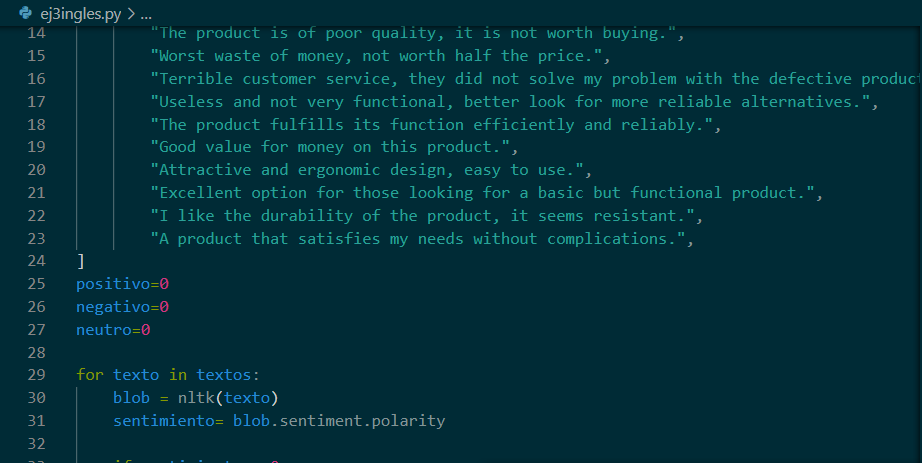 ej3ingles.py > ...
14 "The product is of poor quality, it is not worth buying.",
15 "Worst waste of money, not worth half the price.",
16 "Terrible customer service, they did not solve my problem with the defective product
17 "Useless and not very functional, better look for more reliable alternatives.",
18 "The product fulfills its function efficiently and reliably.",
19 "Good value for money on this product.",
20 "Attractive and ergonomic design, easy to use.",
21 "Excellent option for those looking for a basic but functional product.",
22 "I like the durability of the product, it seems resistant.",
23 "A product that satisfies my needs without complications.",
24 ]
25 positivo=0
26 negativo=0
27 neutro=0
28
29 for texto in textos:
30 blob = nltk(texto)
31 sentimiento= blob.sentiment.polarity
32